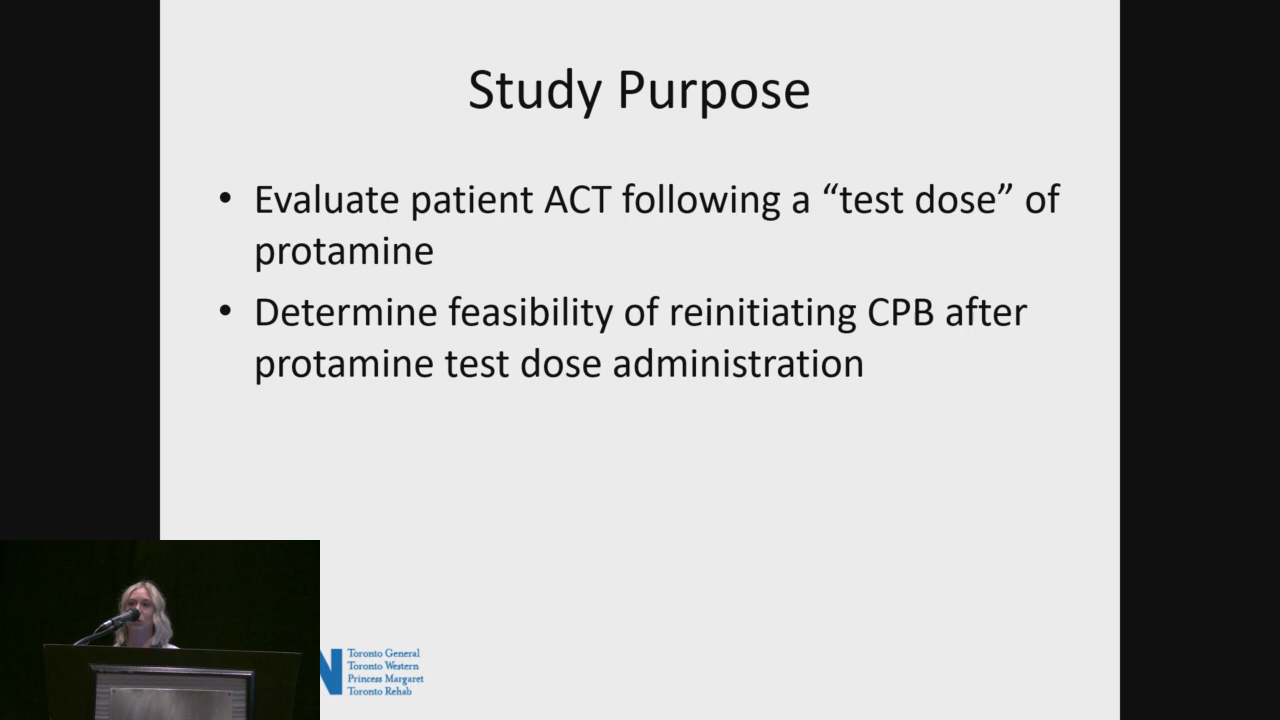 Study Purpose
• Evaluate patient ACT following a “test dose” of
protamine
• Determine feasibility of reinitiating CPB after
protamine test dose administration
N
Toronto General
Toronto Western
Princess Margaret
Toronto Rehab